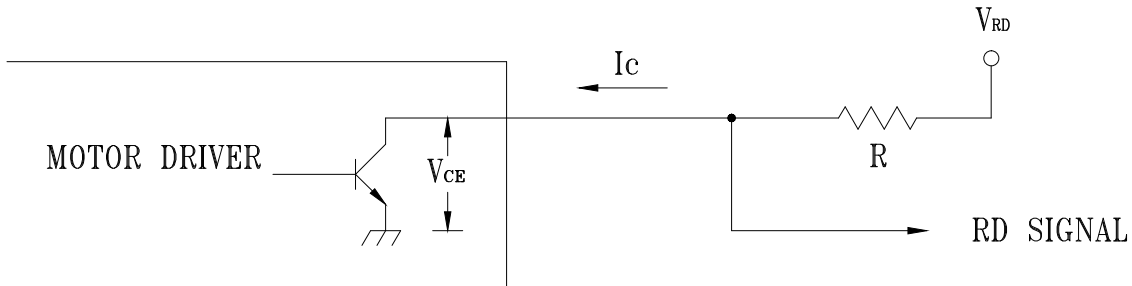 VRD
Ic
MOTOR DRIVER
VCE
R
RD SIGNAL